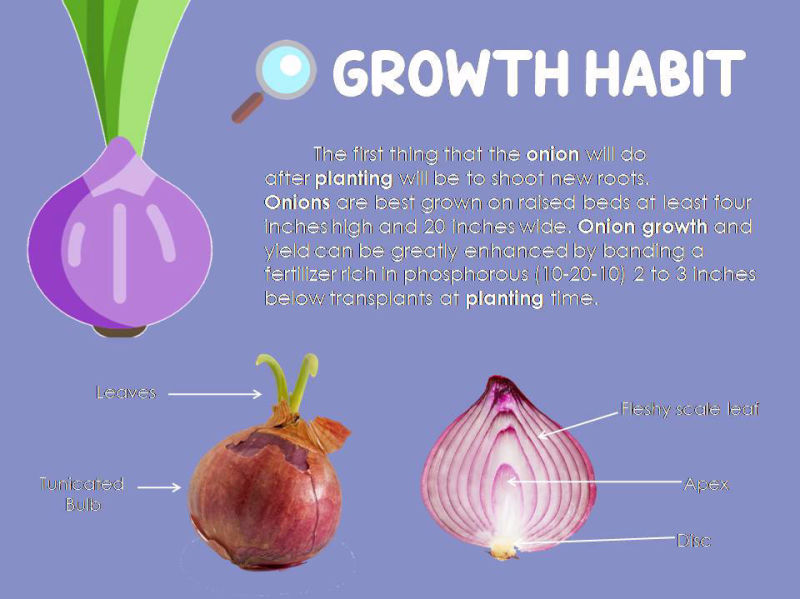 GROWTH HABIT
The first thing that the onion will do
after planting will be to shoot new roots.
Onions are best grown on raised beds at least four
inches high and 20 inches wide. Onion growth and
yield can be greatly enhanced by banding a
fertilizer rich in phosphorous (10-20-10) 2 to 3 inches
below transplants at planting time.
Leaves
Fleshy scale leaf
Tunicated
Bulb
Apex
Disc